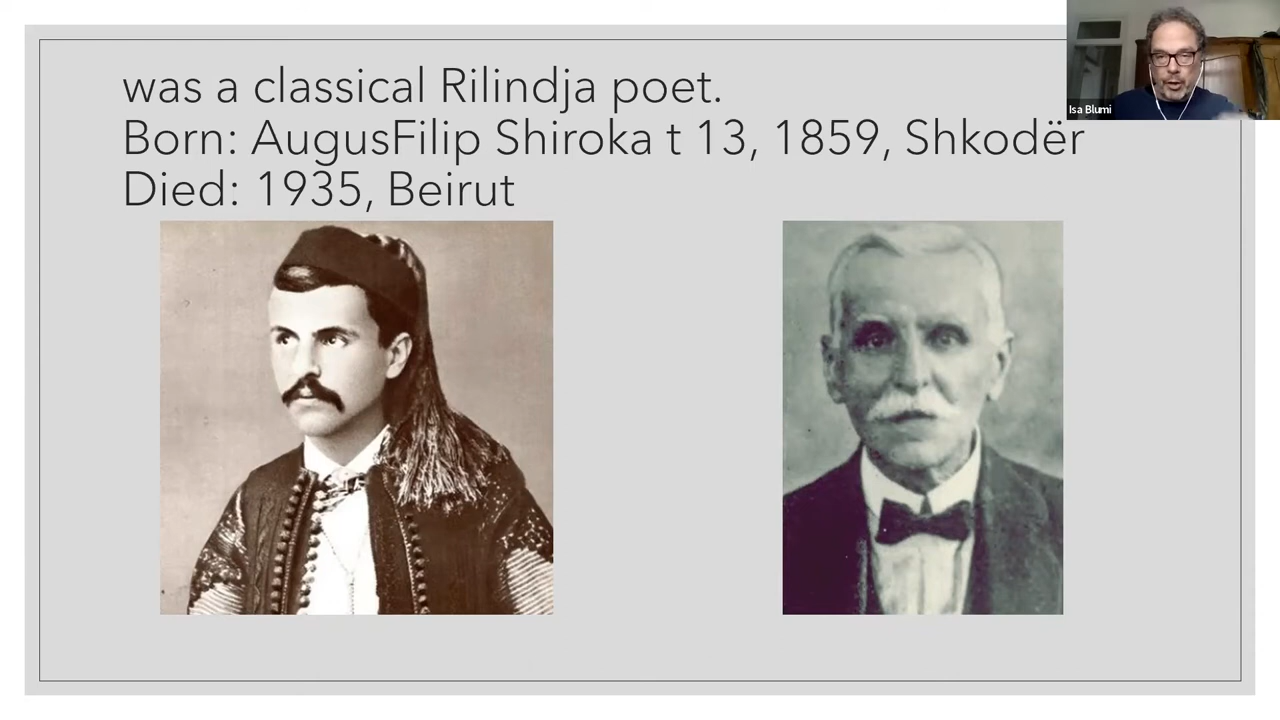 was a classical Rilindja poet.
Born: AugusFilip Shiroka t 13, 1859, Shkodër
Died: 1935, Beirut
Isa Blumi